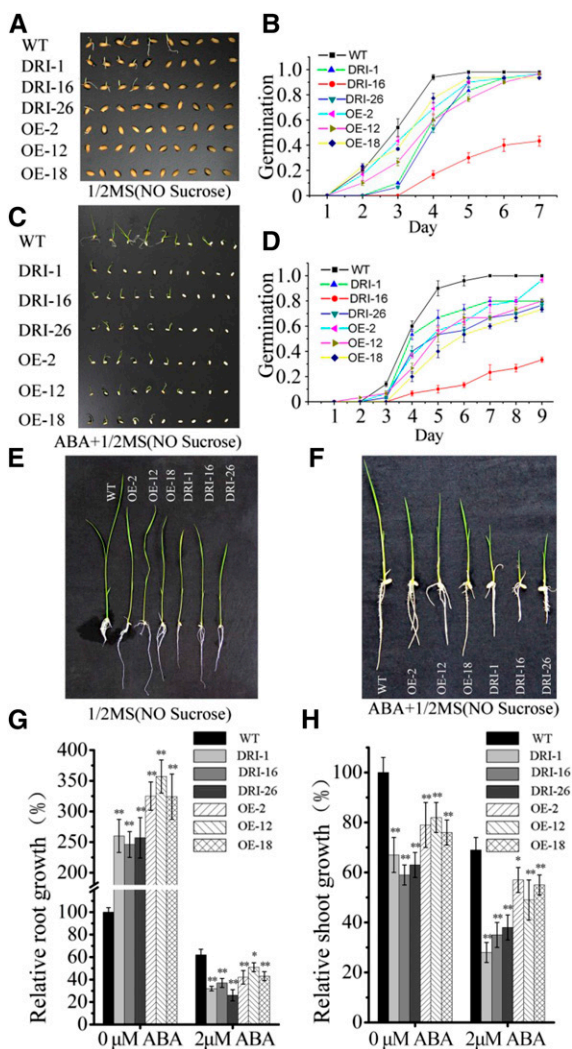 A
WT
DRI-1
DRI-16
DRI-26
OE-2
OE-12
OE-18
1/2MS(NO Sucrose)
B
Germination
1.0
0.8
0.6
0.4
0.2
0
WT
DRI-1
DRI-16
DRI-26
OE-2
OE-12
OE-18
1 2 3 4 5 6 7
Day
C
WT
DRI-1
DRI-16
DRI-26
OE-2
OE-12
OE-18
ABA+1/2MS(NO Sucrose)
D
Germination
1.0
0.8
0.6
0.4
0.2
0
WT
DRI-1
DRI-16
DRI-26
OE-2
OE-12
OE-18
1 2 3 4 5 6 7 8 9
Day
E
WT
OE-2
OE-12
OE-18
DRI-1
DRI-16
DRI-26
1/2MS(NO Sucrose)
F
WT
OE-2
OE-12
OE-18
DRI-1
DRI-16
DRI-26
ABA+1/2MS(NO Sucrose)
G
Relative root growth (%)
400
350
300
250
100
80
60
40
20
0
** ** ** ** ** **
** ** ** ** * **
WT
DRI-1
DRI-16
DRI-26
OE-2
OE-12
OE-18
0 μM ABA 2μM ABA
H
Relative shoot growth (%)
100
80
60
40
20
0
** ** ** ** ** **
** ** ** * ** **
WT
DRI-1
DRI-16
DRI-26
OE-2
OE-12
OE-18
0 μM ABA 2μM ABA